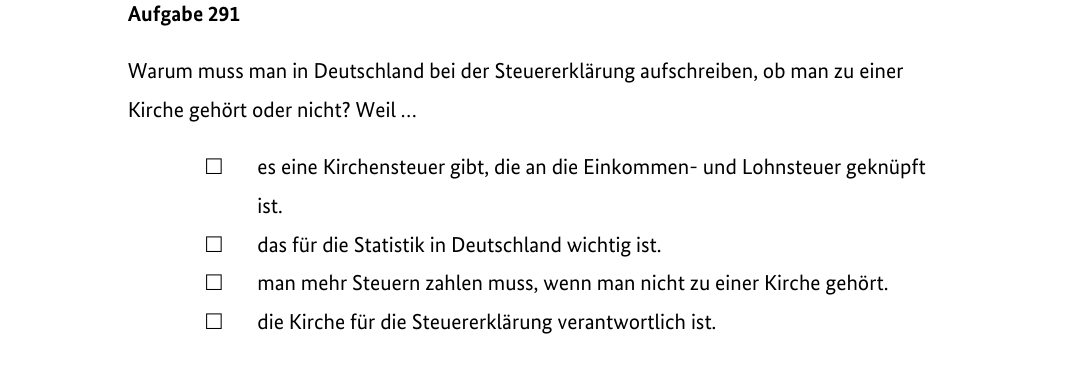 Aufgabe 291
Warum muss man in Deutschland bei der Steuererklärung aufschreiben, ob man zu einer
Kirche gehört oder nicht? Weil …
☐ es eine Kirchensteuer gibt, die an die Einkommen- und Lohnsteuer geknüpft
ist.
☐ das für die Statistik in Deutschland wichtig ist.
☐ man mehr Steuern zahlen muss, wenn man nicht zu einer Kirche gehört.
☐ die Kirche für die Steuererklärung verantwortlich ist.